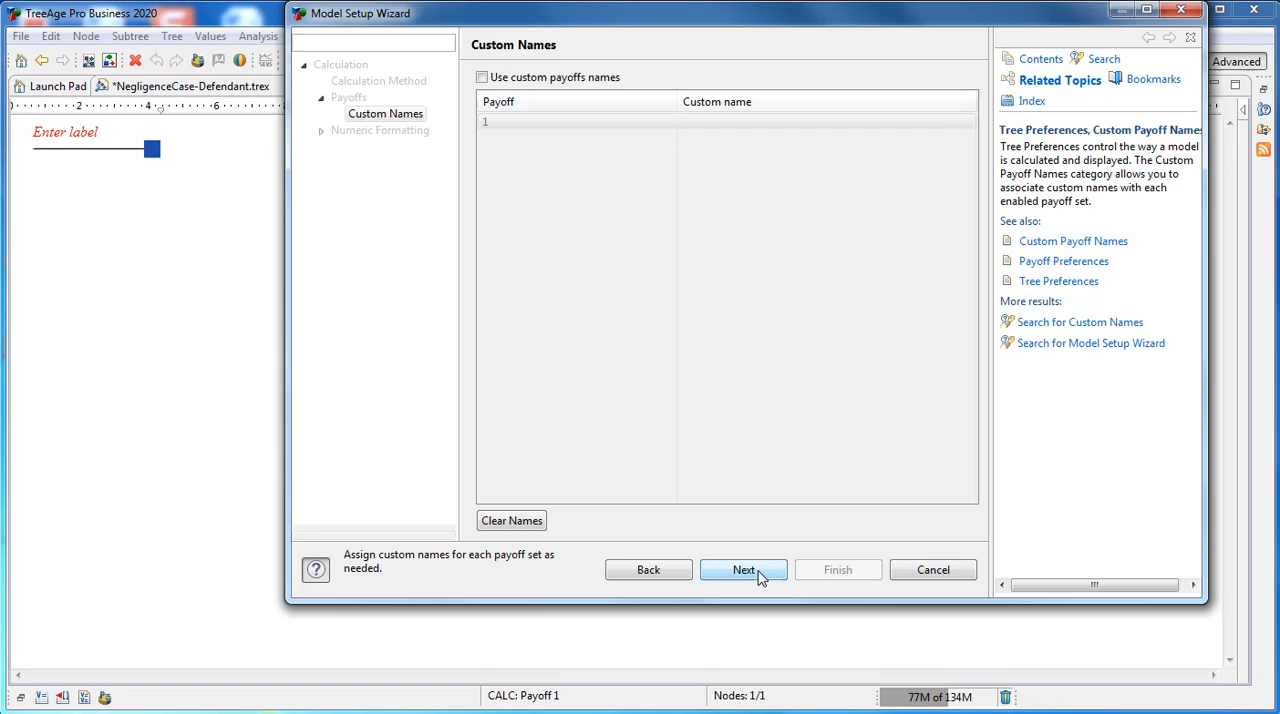 TreeAge Pro Business 2020
File Edit Node Subtree Tree Values Analysis
Advanced
Launch Pad *NegligenceCase-Defendant.trex
0 2 4 6
Enter label
Model Setup Wizard
Calculation
Calculation Method
Payoffs
Custom Names
Numeric Formatting
Custom Names
Use custom payoffs names
Payoff Custom name
1
Clear Names
Assign custom names for each payoff set as
needed.
Back Next Finish Cancel
Contents Search
Related Topics Bookmarks
Index
Tree Preferences, Custom Payoff Names
Tree Preferences control the way a model
is calculated and displayed. The Custom
Payoff Names category allows you to
associate custom names with each
enabled payoff set.
See also:
Custom Payoff Names
Payoff Preferences
Tree Preferences
More results:
Search for Custom Names
Search for Model Setup Wizard
CALC: Payoff 1 Nodes: 1/1 77M of 134M